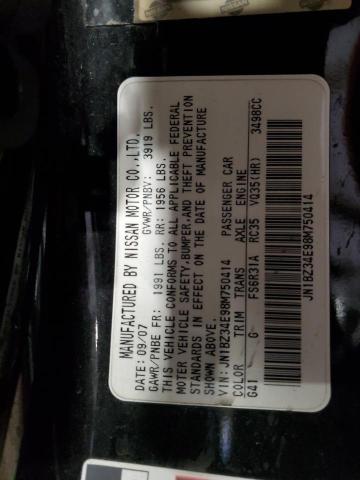 MANUFACTURED BY NISSAN MOTOR CO.,LTD.
DATE: 09/07 GVWR/PNBV: 3919 LBS.
GAWR/PNBE FR: 1991 LBS. RR: 1956 LBS.
THIS VEHICLE CONFORMS TO ALL APPLICABLE FEDERAL
MOTOR VEHICLE SAFETY,BUMPER,AND THEFT PREVENTION
STANDARDS IN EFFECT ON THE DATE OF MANUFACTURE
SHOWN ABOVE.
VIN: JN1BZ34E98M750414 PASSENGER CAR
COLOR TRIM TRANS AXLE ENGINE
G41 G FS6R31A RC35 VQ35(HR) 3498CC
JN1BZ34E98M750414